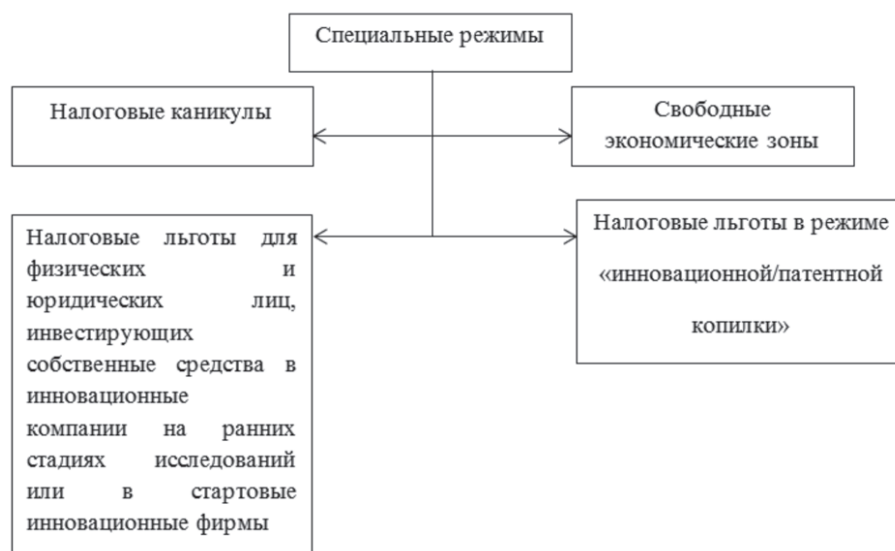 Специальные режимы
Налоговые каникулы
Свободные
экономические зоны
Налоговые льготы для
физических и
юридических лиц,
инвестирующих
собственные средства в
инновационные
компании на ранних
стадиях исследований
или в стартовые
инновационные фирмы
Налоговые льготы в режиме
«инновационной/патентной
копилки»